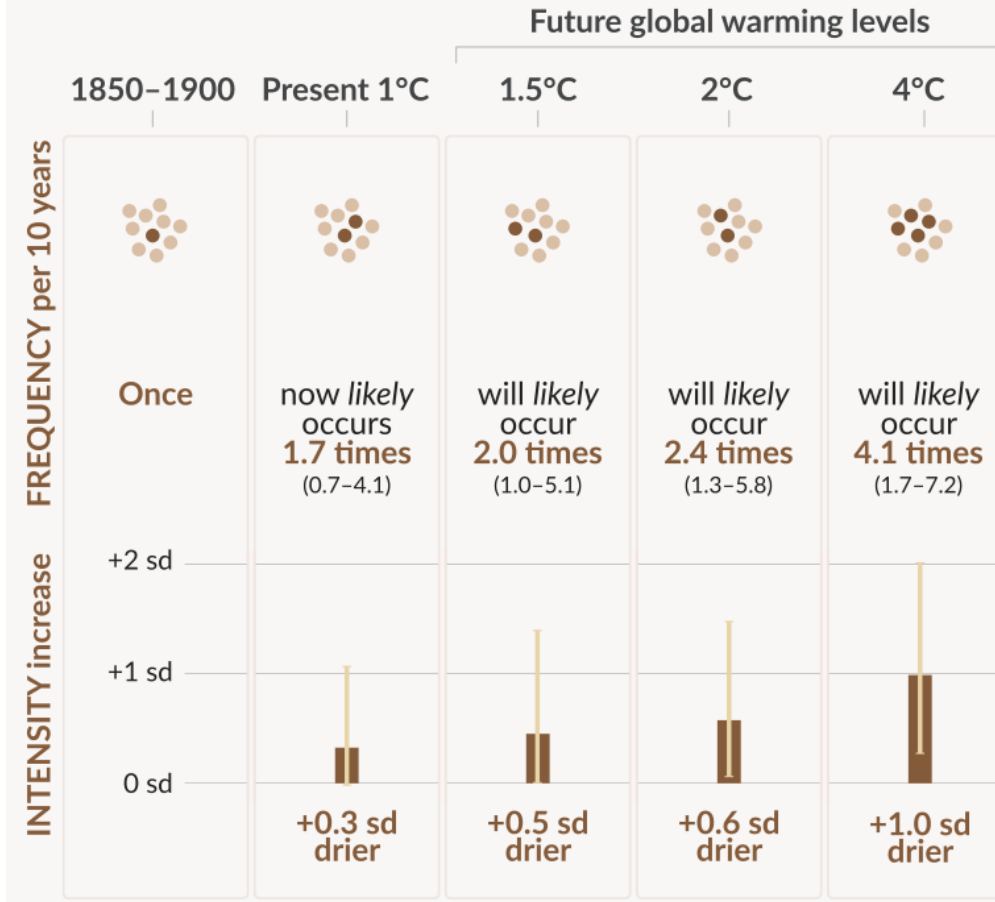 Future global warming levels
1850–1900
Present 1°C
1.5°C
2°C
4°C
FREQUENCY per 10 years
Once
now likely
occurs
1.7 times
(0.7–4.1)
will likely
occur
2.0 times
(1.0–5.1)
will likely
occur
2.4 times
(1.3–5.8)
will likely
occur
4.1 times
(1.7–7.2)
INTENSITY increase
+2 sd
+1 sd
0 sd
+0.3 sd
drier
+0.5 sd
drier
+0.6 sd
drier
+1.0 sd
drier